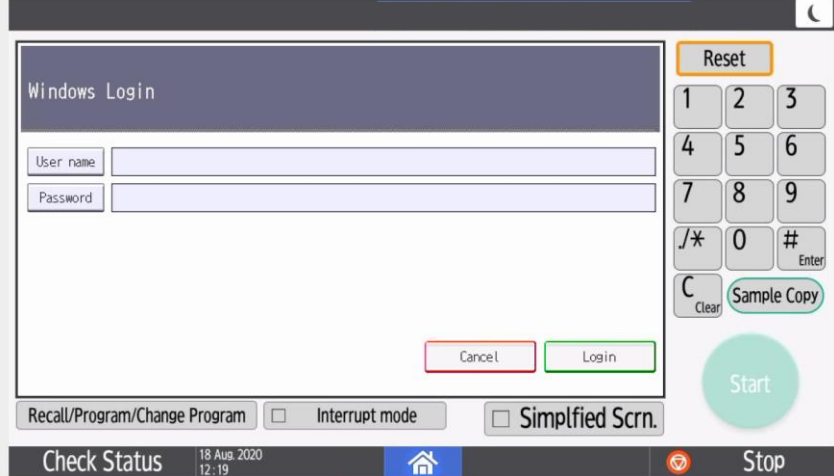 Windows Login
User name
Password
Cancel
Login
Recall/Program/Change Program
Interrupt mode
Simplfied Scrn.
Reset
1 2 3
4 5 6
7 8 9
./* 0 # Enter
C Clear Sample Copy
Start
Check Status
18 Aug. 2020
12:19
Stop